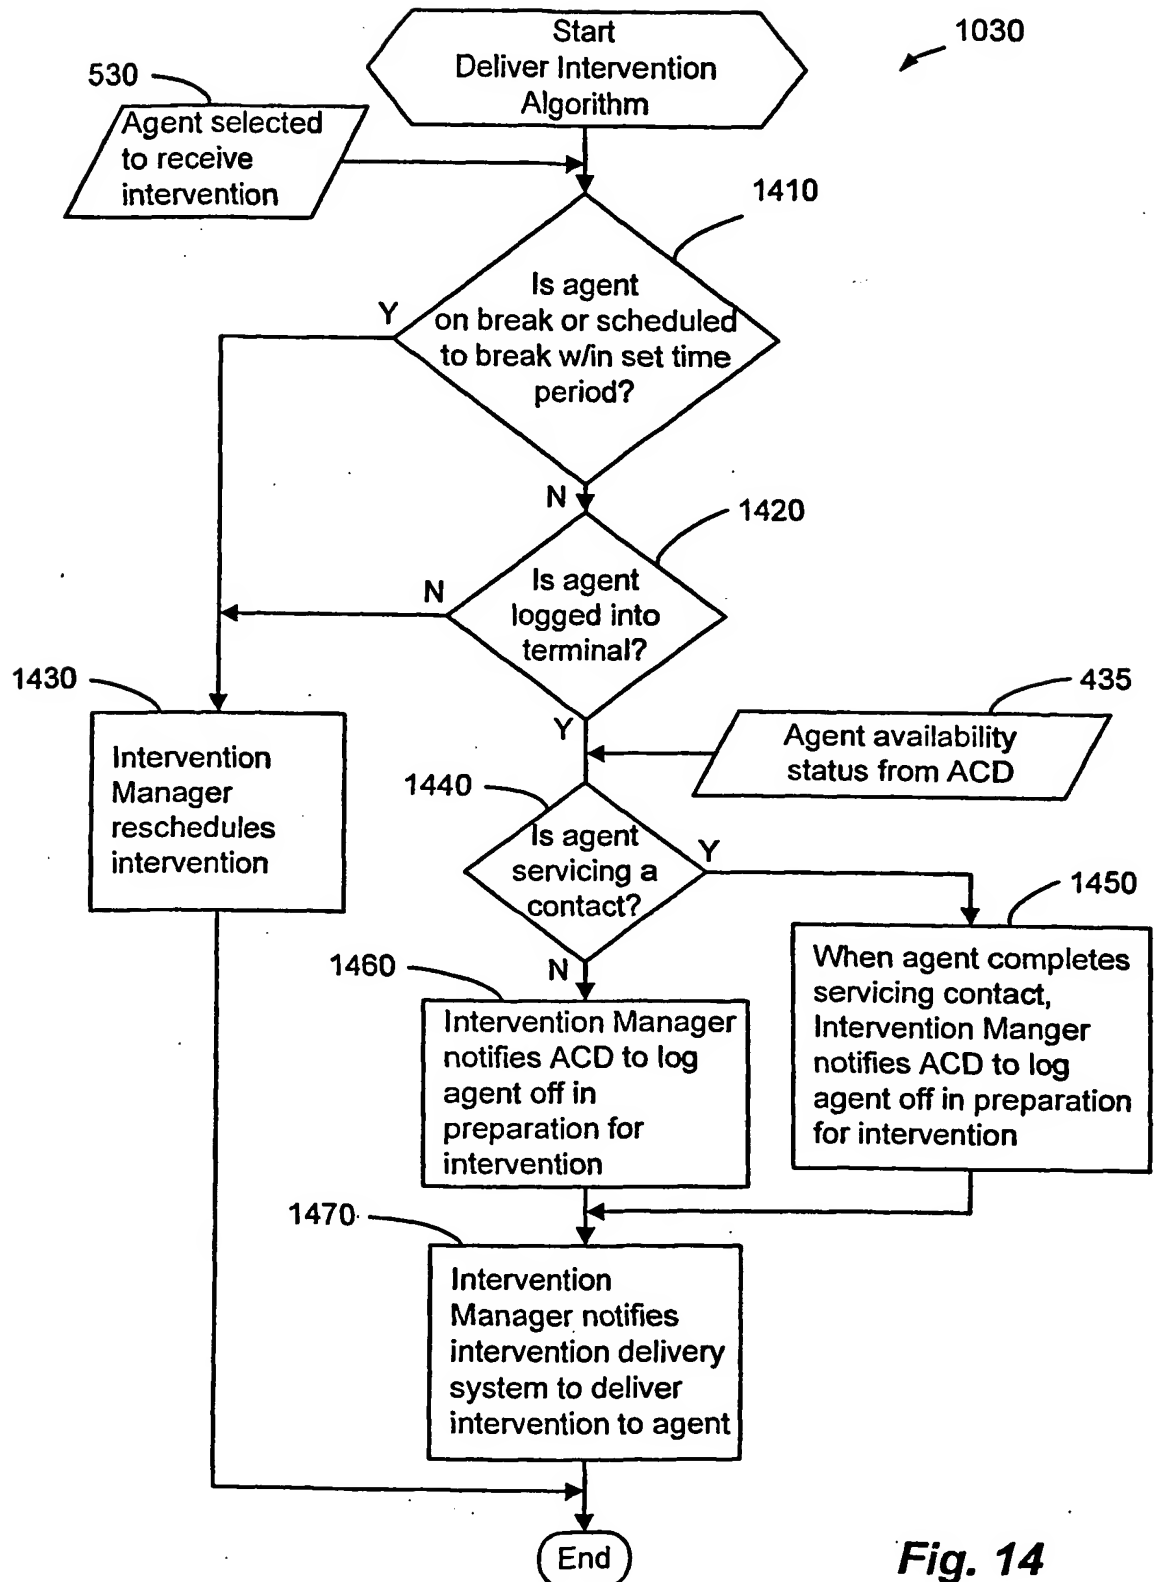 Start
Deliver Intervention
Algorithm
1030
530
Agent selected
to receive
intervention
1410
Is agent
on break or scheduled
to break w/in set time
period?
Y
N
1420
Is agent
logged into
terminal?
N
Y
1430
Intervention
Manager
reschedules
intervention
435
Agent availability
status from ACD
1440
Is agent
servicing a
contact?
Y
N
1450
When agent completes
servicing contact,
Intervention Manger
notifies ACD to log
agent off in preparation
for intervention
1460
Intervention Manager
notifies ACD to log
agent off in
preparation for
intervention
1470
Intervention
Manager notifies
intervention delivery
system to deliver
intervention to agent
End
Fig. 14